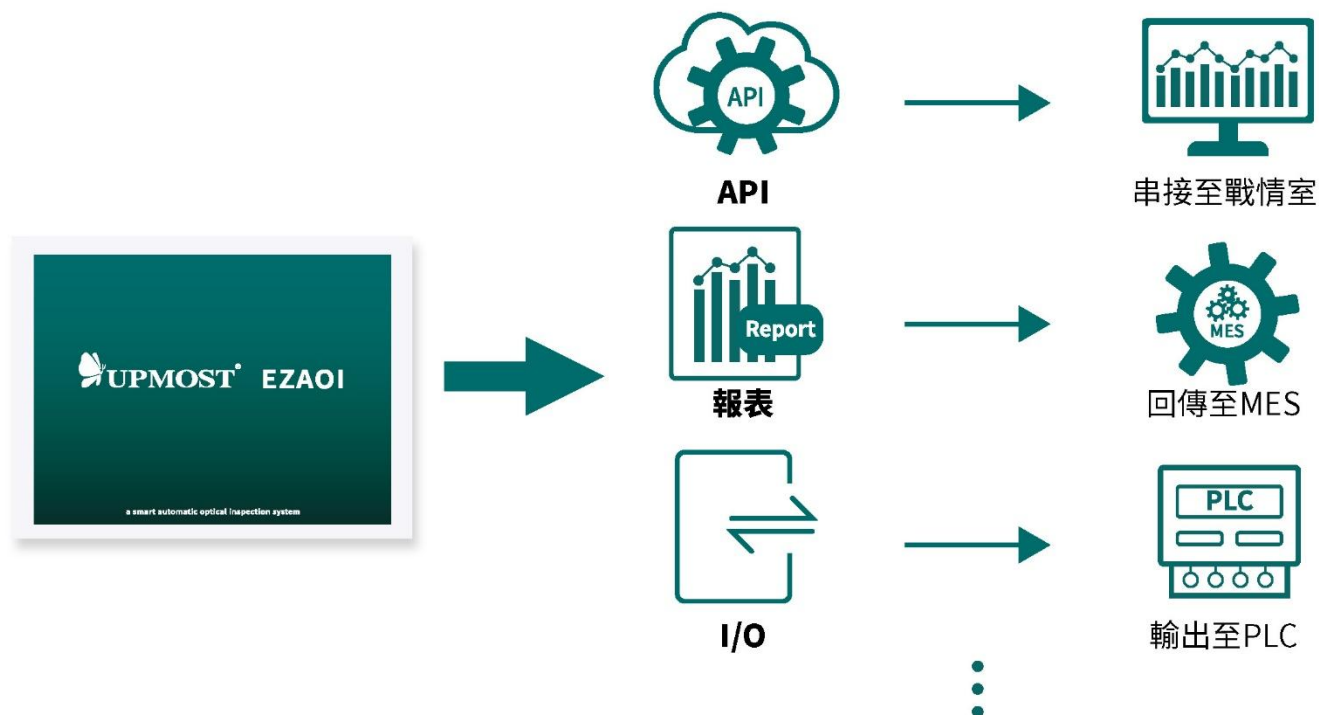 API
API
串接至戰情室
UPMOST® EZAOI
a smart automatic optical inspection system
Report
報表
MES
回傳至MES
I/O
PLC
輸出至PLC